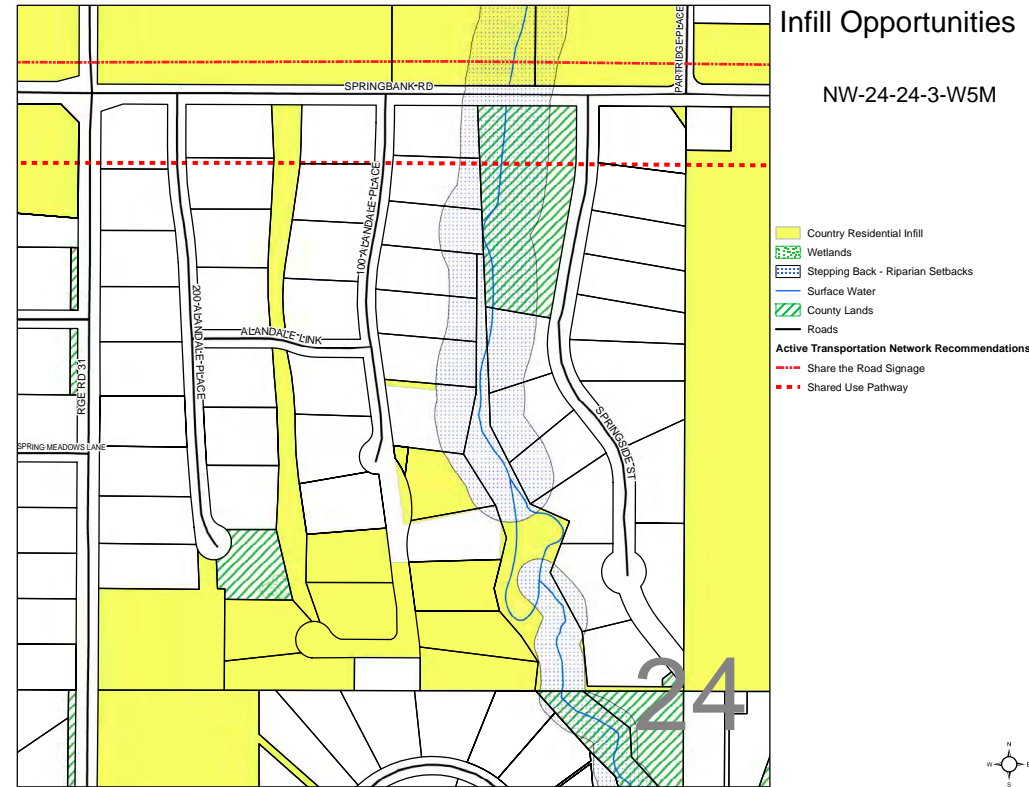 Infill Opportunities
NW-24-24-3-W5M
PARTRIDGE PLACE
SPRINGBANK RD
100 ALANDALE PLACE
200 ALANDALE PLACE
ALANDALE LINK
RGE RD 31
SPRING MEADOWS LANE
SPRINGSIDE ST
24
Country Residential Infill
Wetlands
Stepping Back - Riparian Setbacks
Surface Water
County Lands
Roads
Active Transportation Network Recommendations
Share the Road Signage
Shared Use Pathway
N
W
E
S